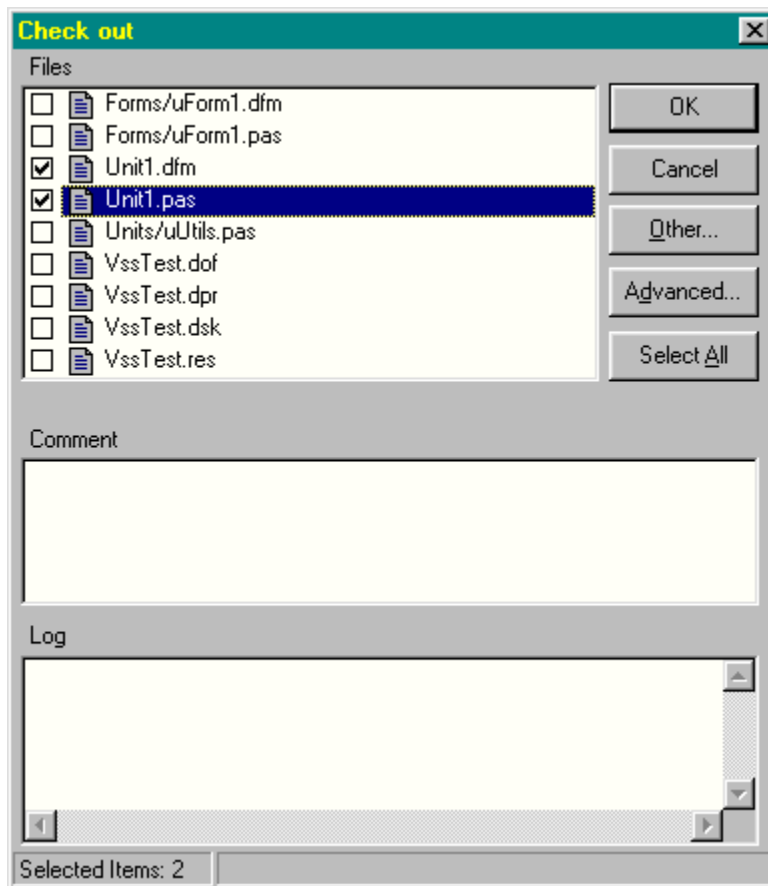 Check out
Files
Forms/uForm1.dfm
Forms/uForm1.pas
Unit1.dfm
Unit1.pas
Units/uUtils.pas
VssTest.dof
VssTest.dpr
VssTest.dsk
VssTest.res
OK
Cancel
Other...
Advanced...
Select All
Comment
Log
Selected Items: 2